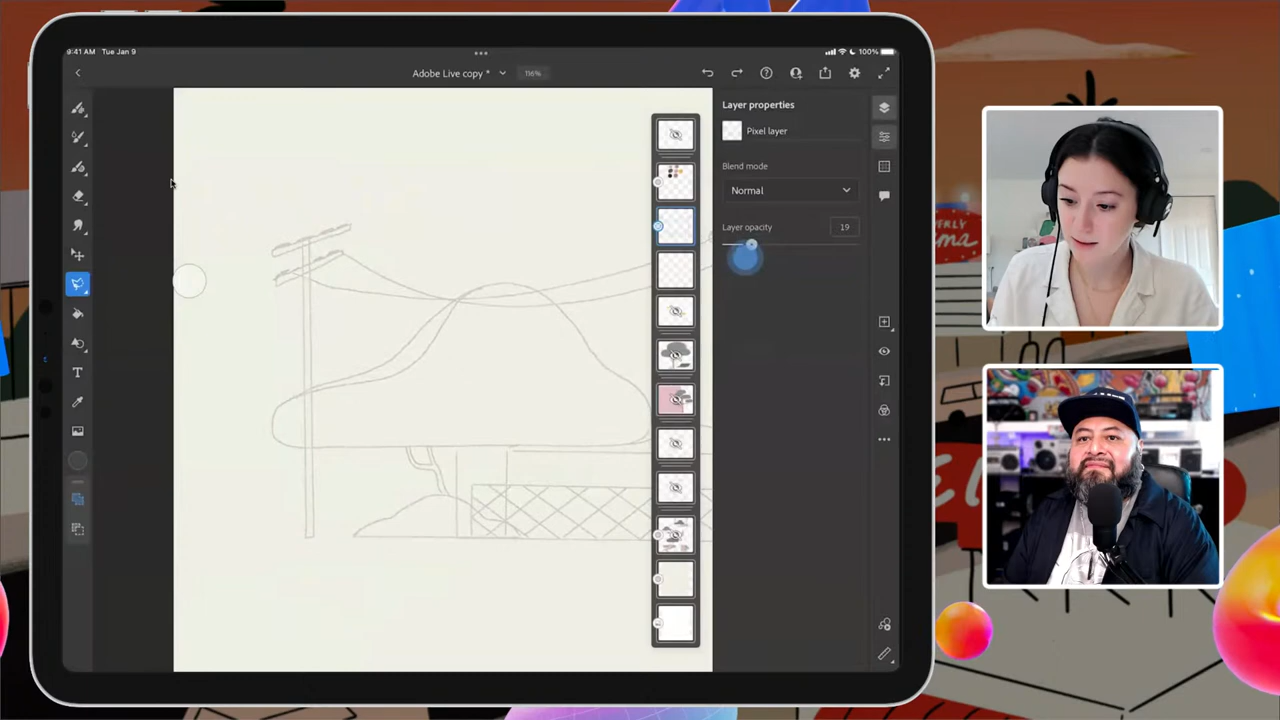 9:41 AM Tue Jan 9
100%
Adobe Live copy *
116%
Layer properties
Pixel layer
Blend mode
Normal
Layer opacity
19
T